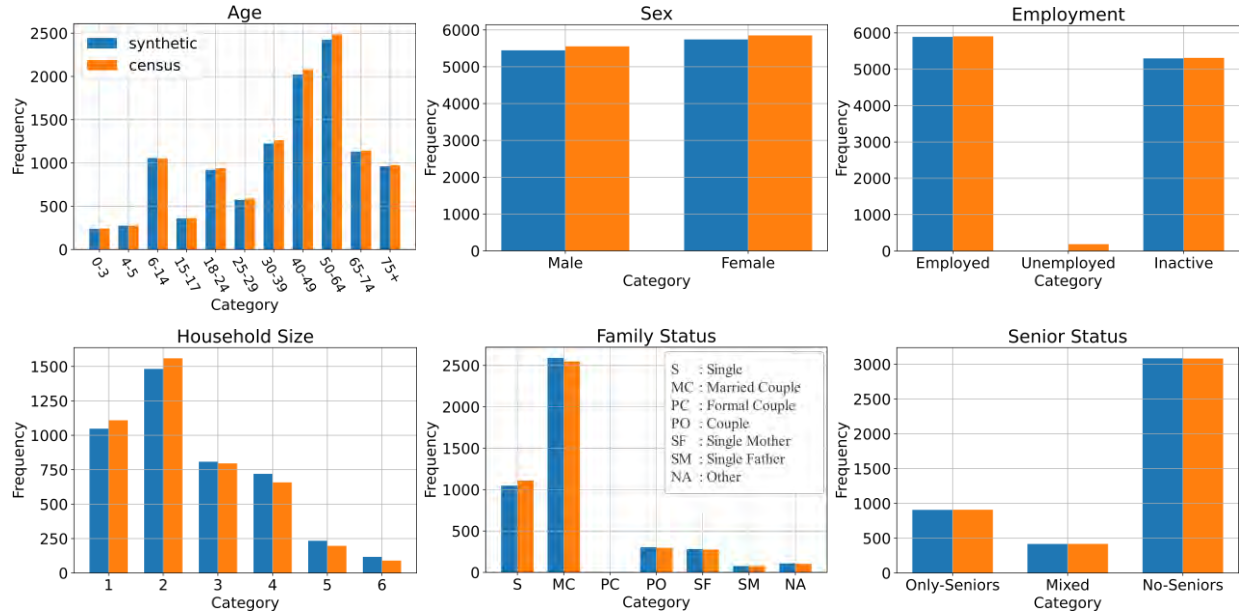 Age
Frequency
2500
2000
1500
1000
500
0
synthetic
census
0-3
4-5
6-14
15-17
18-24
25-29
30-39
40-49
50-64
65-74
75+
Category
Sex
Frequency
6000
5000
4000
3000
2000
1000
0
Male
Female
Category
Employment
Frequency
6000
5000
4000
3000
2000
1000
0
Employed
Unemployed
Inactive
Category
Household Size
Frequency
1500
1250
1000
750
500
250
0
1
2
3
4
5
6
Category
Family Status
Frequency
2500
2000
1500
1000
500
0
S : Single
MC : Married Couple
PC : Formal Couple
PO : Couple
SF : Single Mother
SM : Single Father
NA : Other
S
MC
PC
PO
SF
SM
NA
Category
Senior Status
Frequency
3000
2500
2000
1500
1000
500
0
Only-Seniors
Mixed
No-Seniors
Category